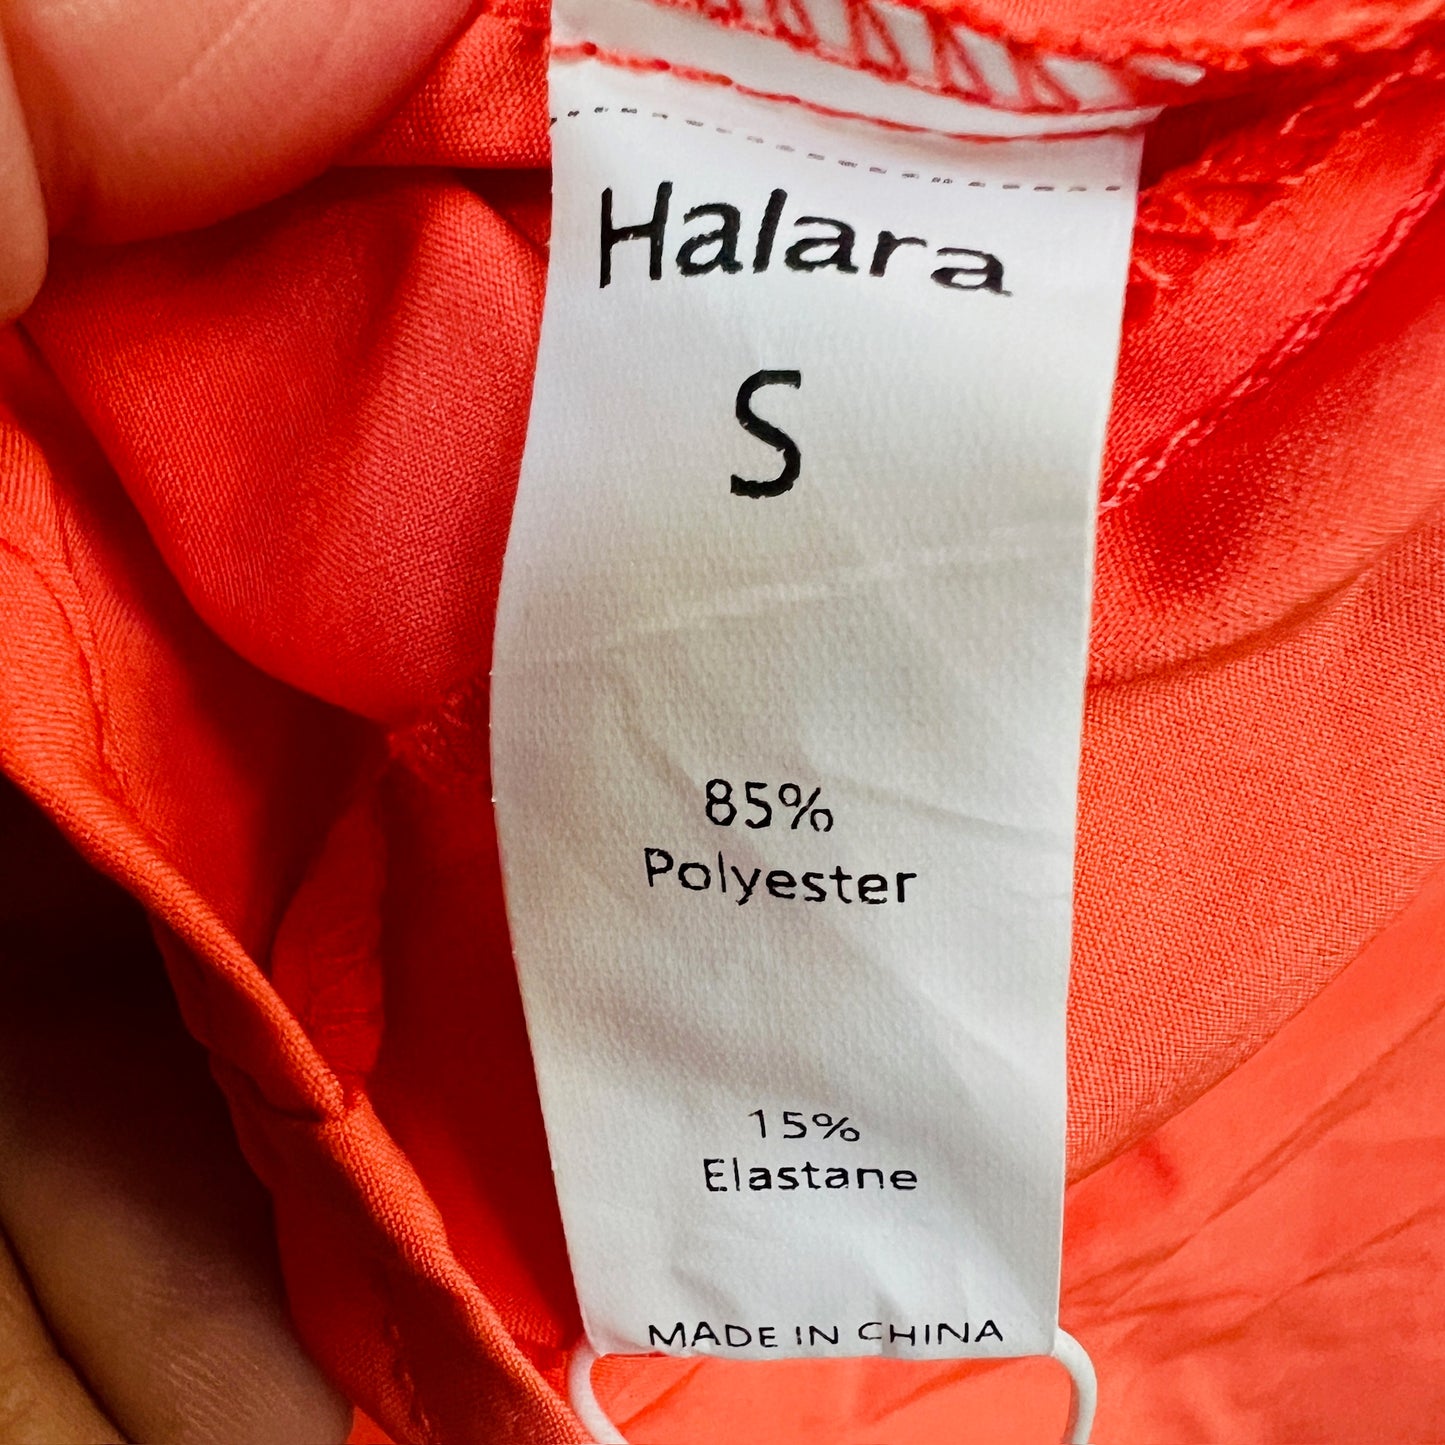 Halara
S
85%
Polyester
15%
Elastane
MADE IN CHINA